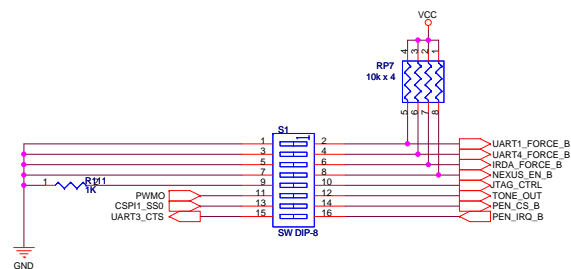 VCC
4 3 2 1
RP7
10k x 4
5 6 7 8
S1
1 2 UART1_FORCE_B
3 4 UART4_FORCE_B
5 6 IRDA_FORCE_B
7 8 NEXUS_EN_B
1 R111 9 10 JTAG_CTRL
1K
PWMO 11 12 TONE_OUT
CSPI1_SS0 13 14 PEN_CS_B
UART3_CTS 15 16 PEN_IRQ_B
SW DIP-8
GND